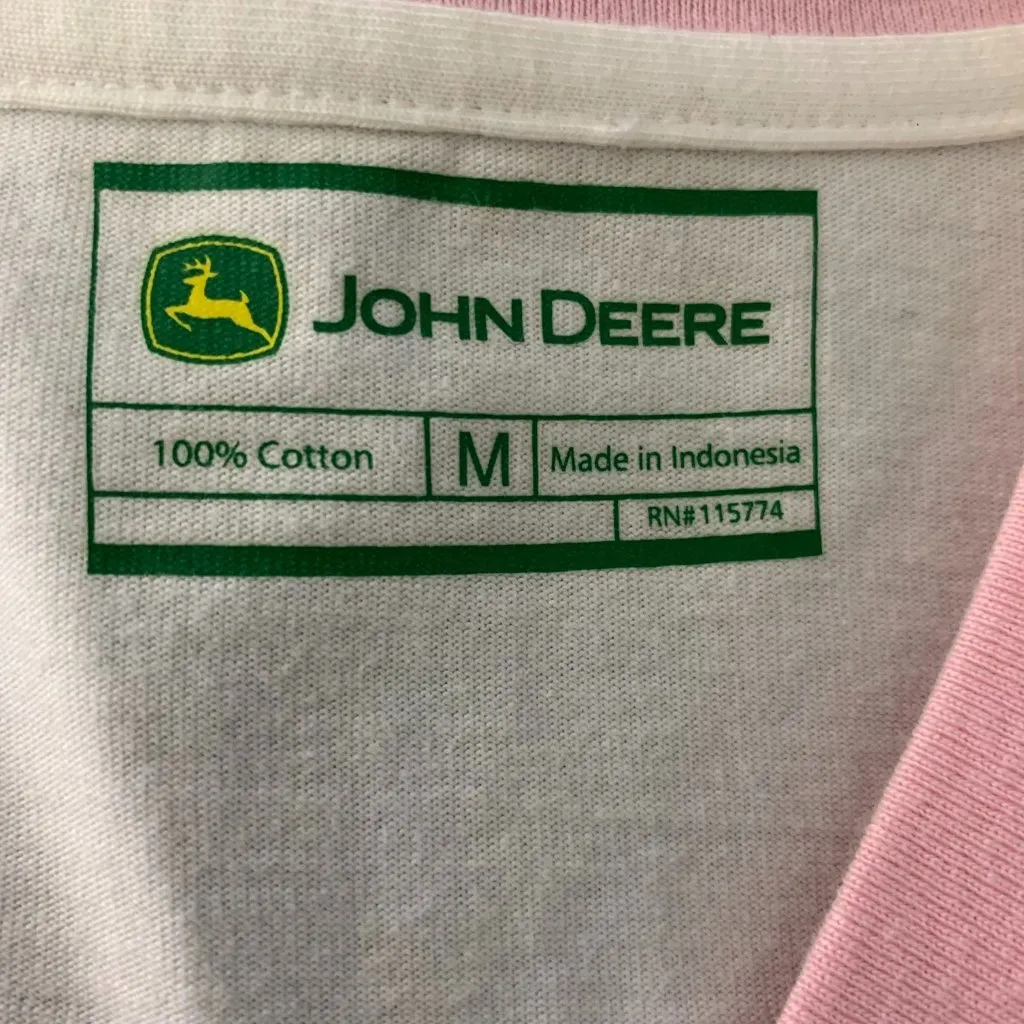 JOHN DEERE
100% Cotton M Made in Indonesia
RN#115774